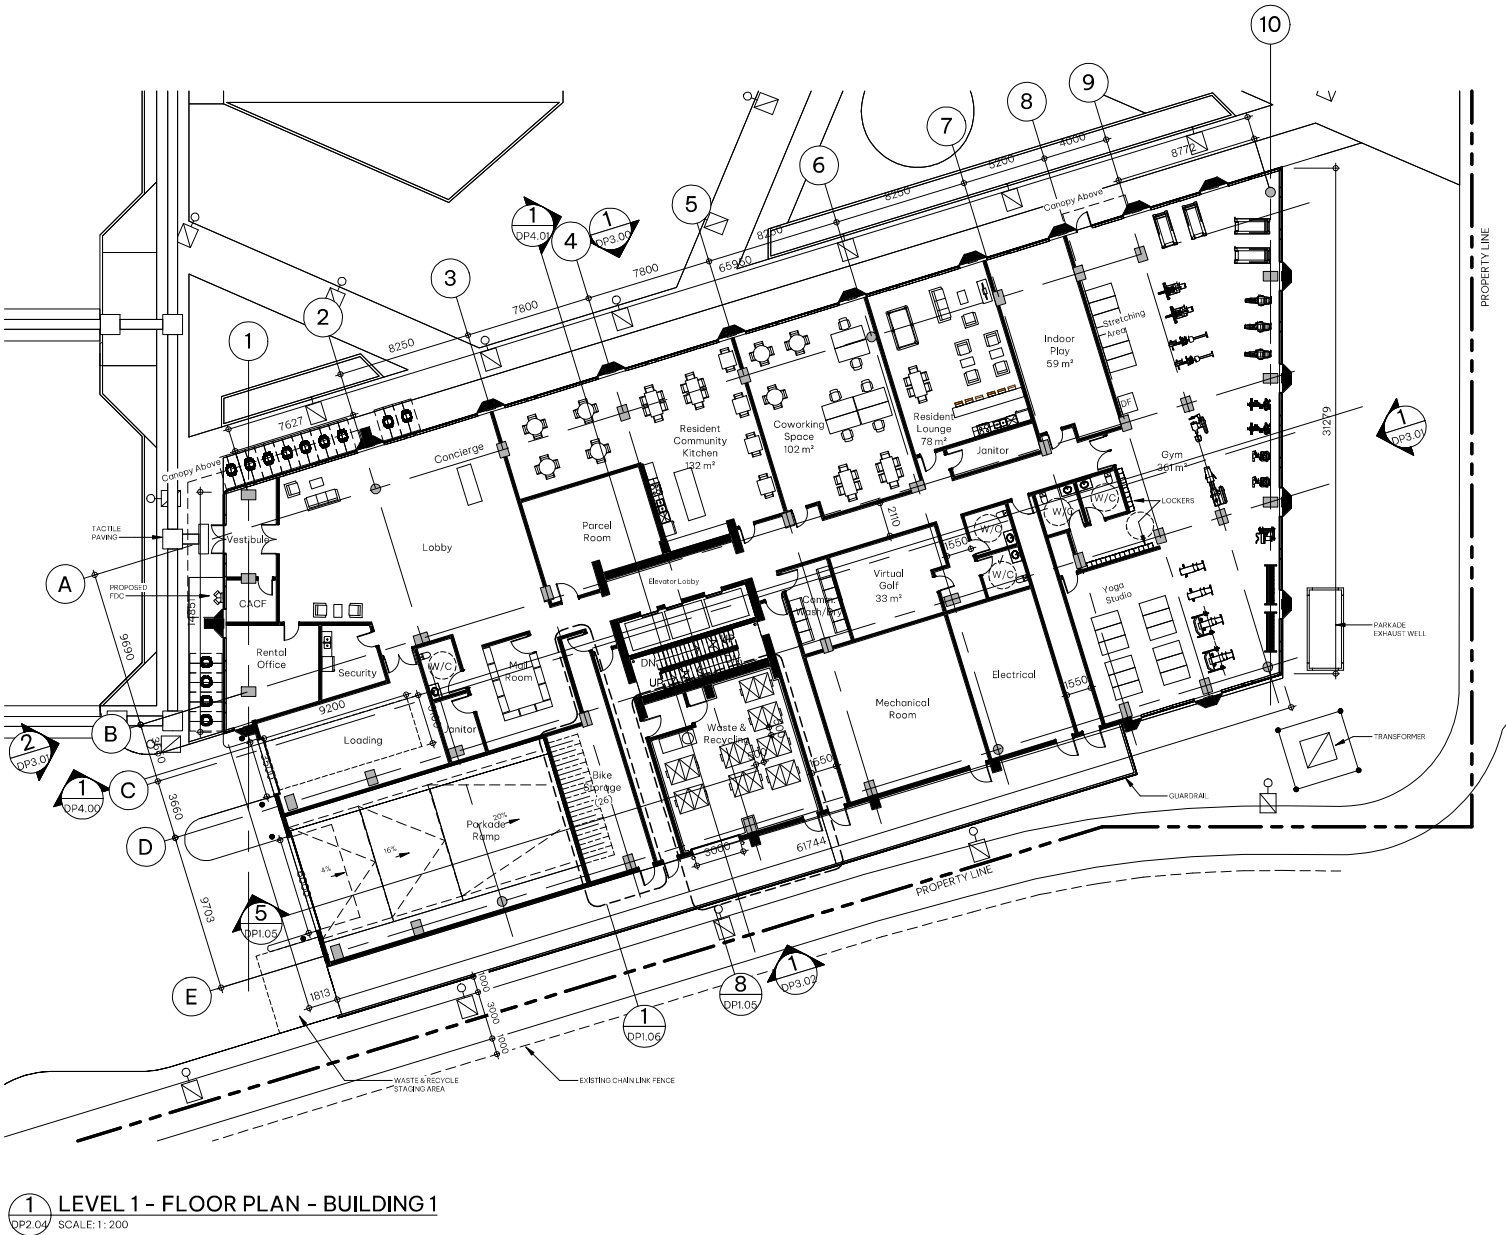 10
9
8
7
6
5
4
3
2
1
1
DP4.01
1
DP3.00
4000
5200
8772
8250
8250
65950
7800
7800
8250
7627
Canopy Above
Canopy Above
PROPERTY LINE
31279
1
DP3.01
Stretching
Area
Indoor
Play
59 m²
DF
Gym
361 m²
LOCKERS
Resident
Lounge
78 m²
Janitor
Coworking
Space
102 m²
Resident
Community
Kitchen
132 m²
Concierge
Parcel
Room
Lobby
Vestibule
TACTILE
PAVING
PROPOSED
FDC
A
CACF
14851
9690
Rental
Office
Security
W/C
Mail
Room
Janitor
Elevator Lobby
DN
UP
Comm.
Wash/Dry
Virtual
Golf
33 m²
2110
1550
W/C
W/C
W/C
W/C
Yoga
Studio
PARKADE
EXHAUST WELL
Electrical
1550
Mechanical
Room
Waste &
Recycling
1550
TRANSFORMER
GUARDRAIL
9200
Loading
B
2
DP3.01
C
1
DP4.00
3660
D
9703
5
DP1.05
E
4%
16%
20%
Parkade
Ramp
Bike
Storage
(26)
3000
61744
PROPERTY LINE
1813
1000
3000
1000
8
DP1.05
1
DP3.02
1
DP1.06
WASTE & RECYCLE
STAGING AREA
EXISTING CHAIN LINK FENCE
1
DP2.04
LEVEL 1 - FLOOR PLAN - BUILDING 1
SCALE: 1 : 200